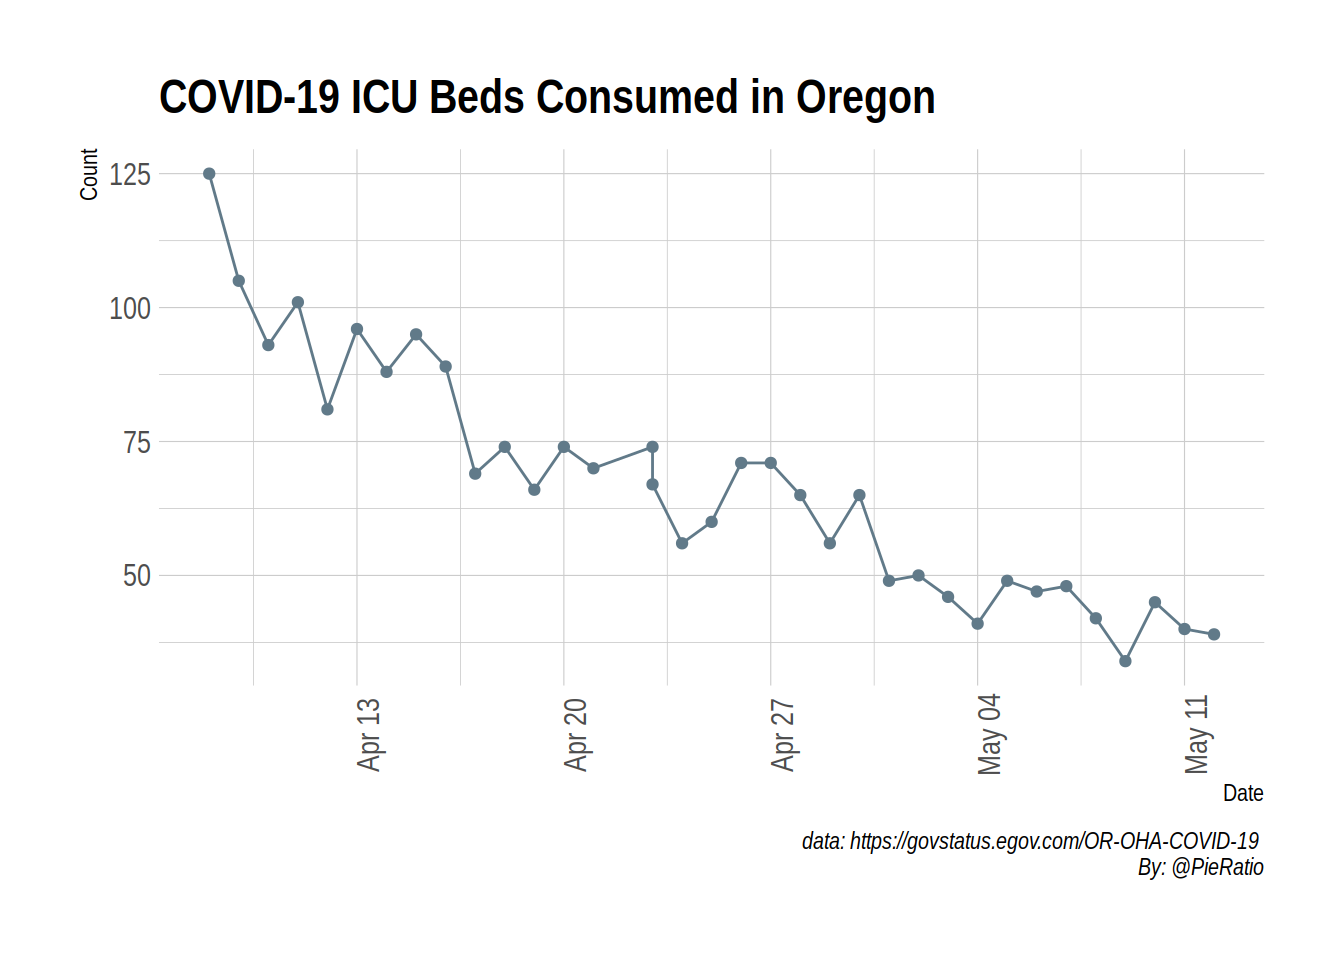 COVID-19 ICU Beds Consumed in Oregon
Count
125
100
75
50
Apr 13
Apr 20
Apr 27
May 04
May 11
Date
data: https://govstatus.egov.com/OR-OHA-COVID-19
By: @PieRatio